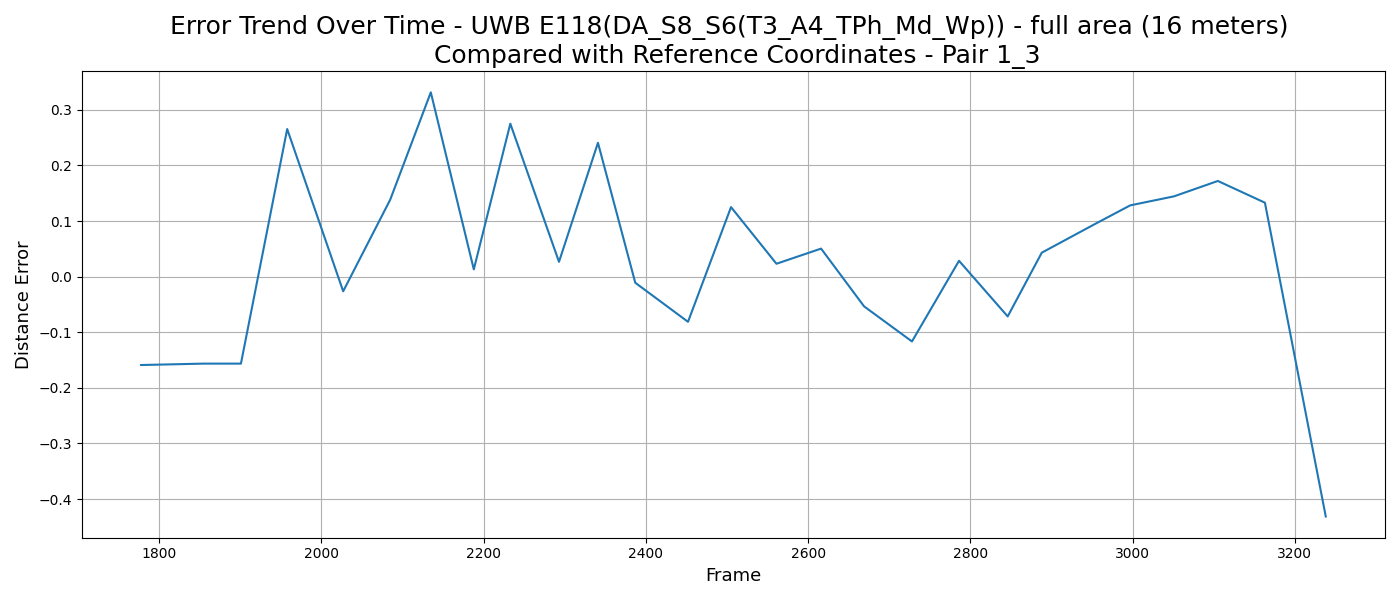 Error Trend Over Time - UWB E118(DA_S8_S6(T3_A4_TPh_Md_Wp)) - full area (16 meters)
Compared with Reference Coordinates - Pair 1_3
0.3
0.2
0.1
0.0
−0.1
−0.2
−0.3
−0.4
Distance Error
1800 2000 2200 2400 2600 2800 3000 3200
Frame